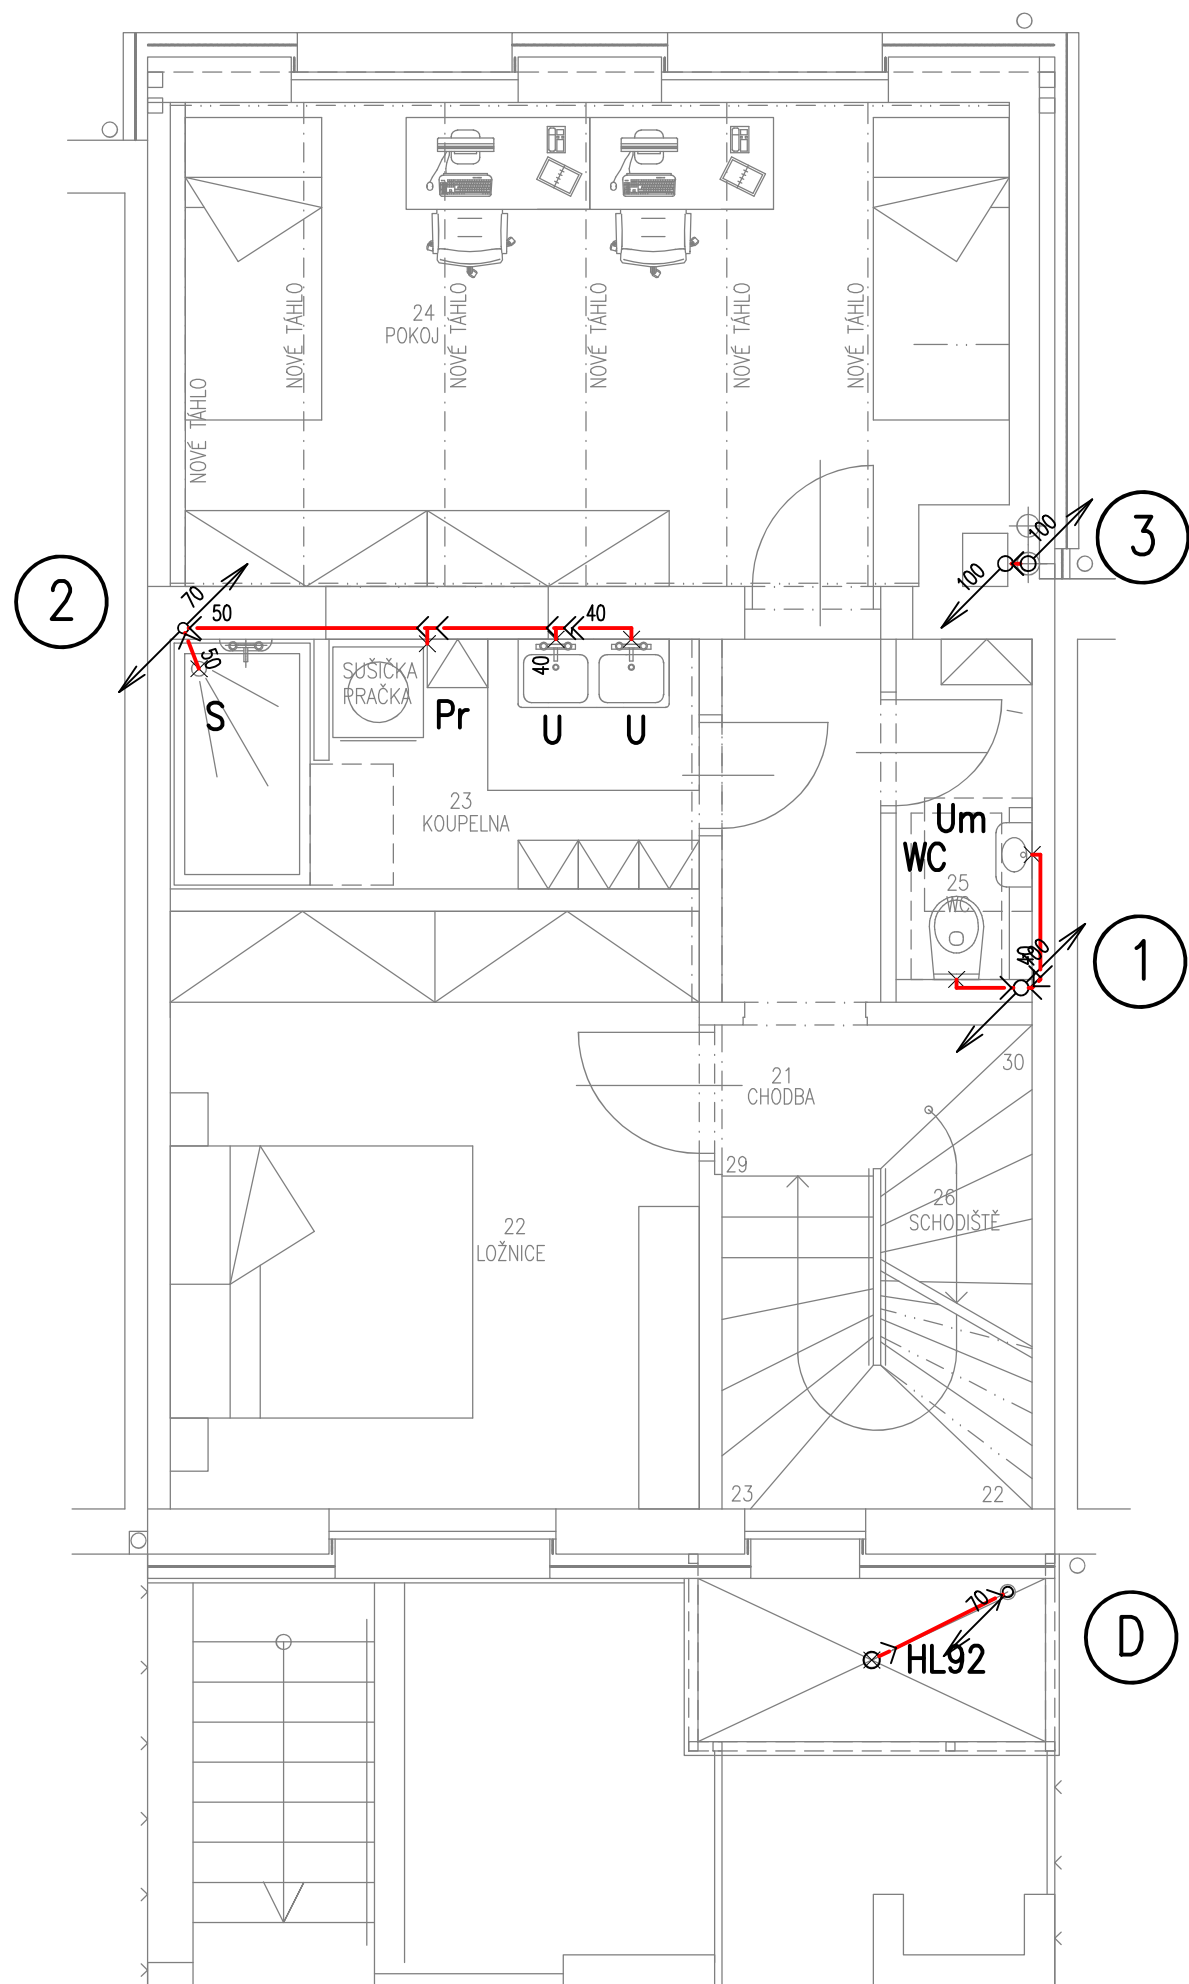 24
POKOJ
NOVÉ TÁHLO
NOVÉ TÁHLO
NOVÉ TÁHLO
NOVÉ TÁHLO
NOVÉ TÁHLO
NOVÉ TÁHLO
3
100
100
2
70
50
40
50
40
SUŠIČKA
PRAČKA
S
Pr
U
U
23
KOUPELNA
Um
WC
25
WC
1
40
100
21
CHODBA
30
29
26
SCHODIŠTĚ
22
LOŽNICE
23
22
70
HL92
D